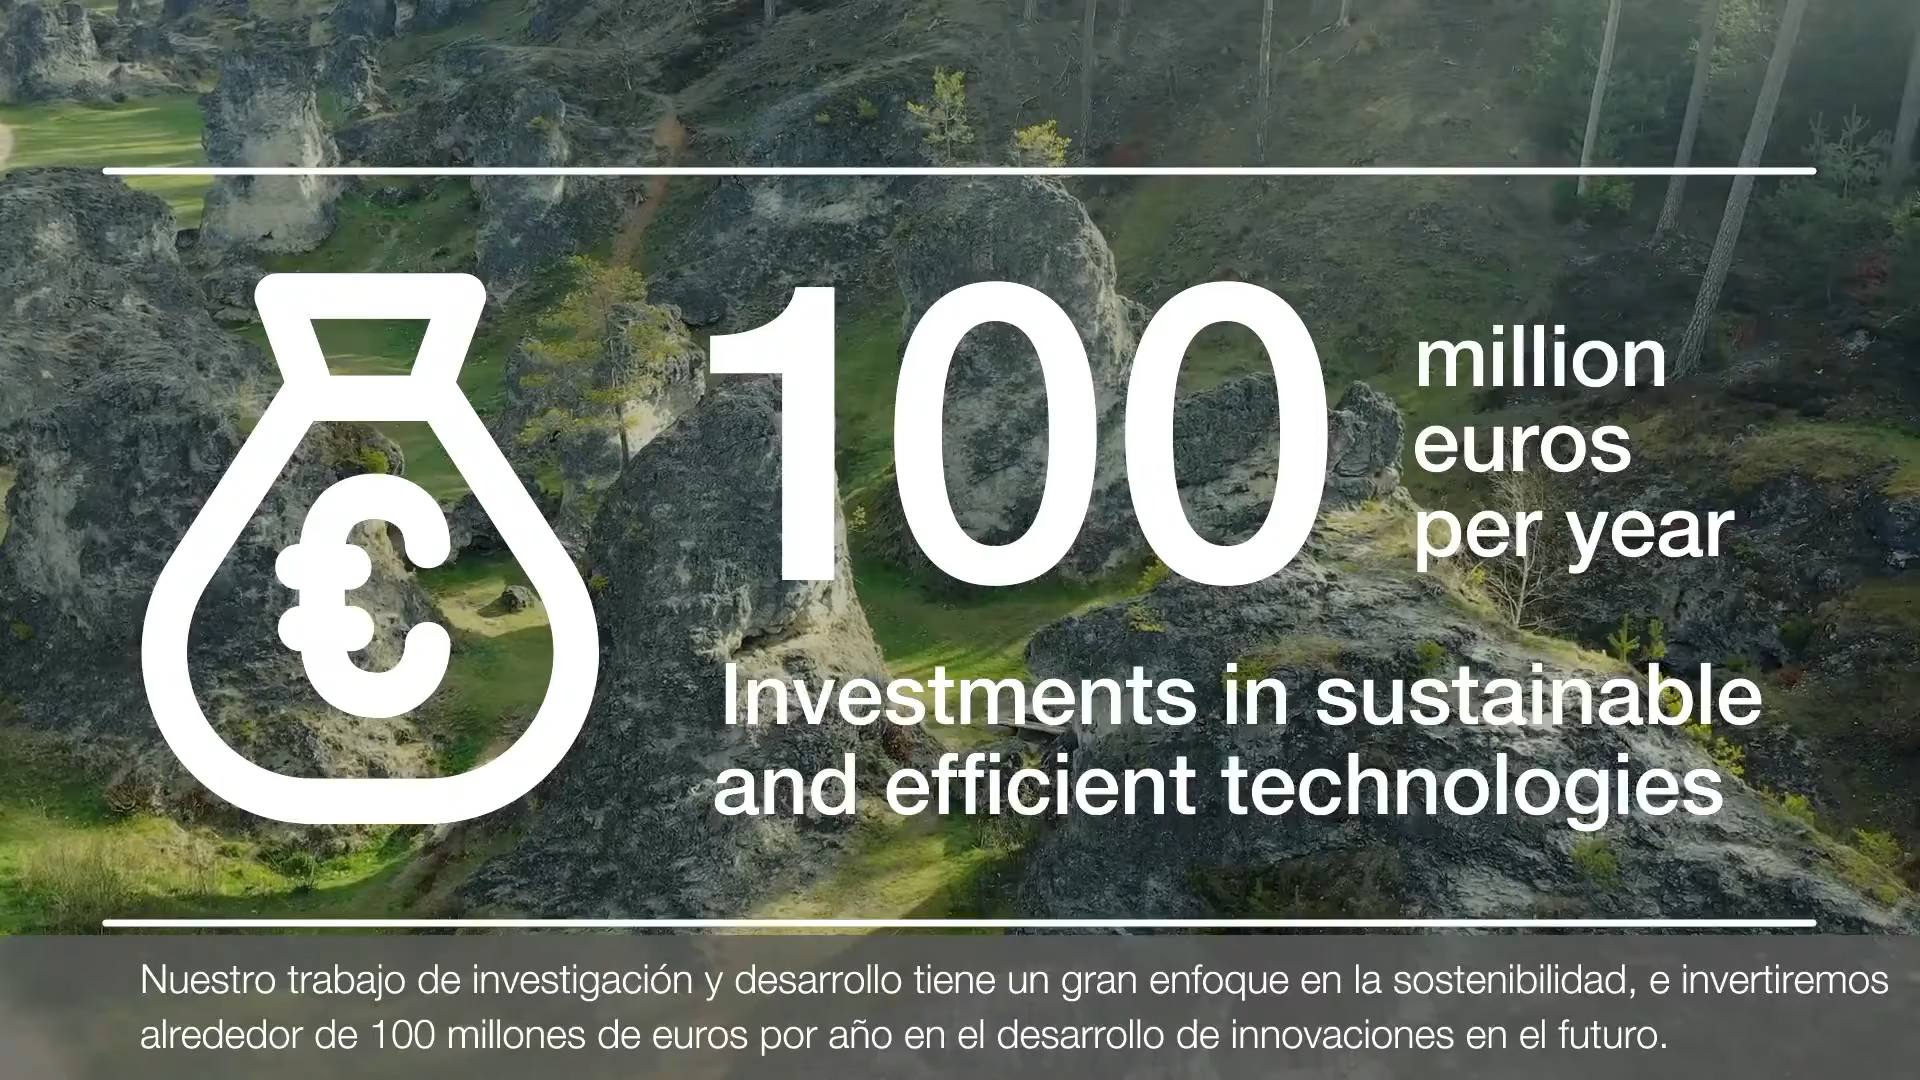 100
million
euros
per year
Investments in sustainable
and efficient technologies
Nuestro trabajo de investigación y desarrollo tiene un gran enfoque en la sostenibilidad, e invertiremos
alrededor de 100 millones de euros por año en el desarrollo de innovaciones en el futuro.